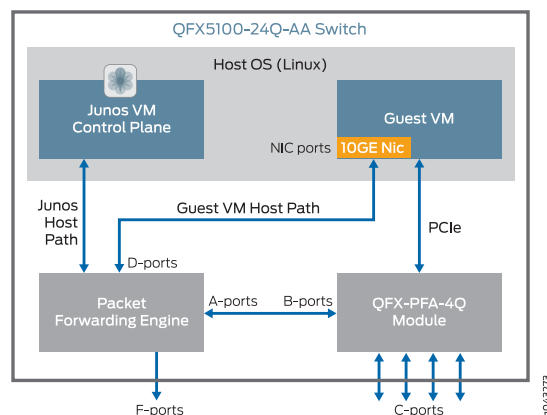 QFX5100-24Q-AA Switch
Host OS (Linux)
Junos VM
Control Plane
Guest VM
NIC ports
10GE Nic
Junos
Host
Path
Guest VM Host Path
PCIe
D-ports
Packet
Forwarding Engine
A-ports
B-ports
QFX-PFA-4Q
Module
F-ports
C-ports
g043273